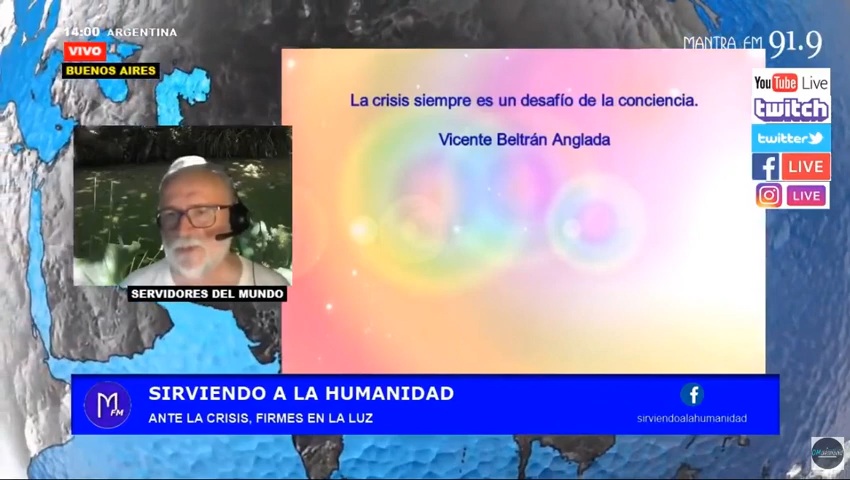 14:00 ARGENTINA
VIVO
BUENOS AIRES
MANTRA FM 91.9
La crisis siempre es un desafío de la conciencia.
Vicente Beltrán Anglada
YouTube Live
twitch
twitter
LIVE
LIVE
SERVIDORES DEL MUNDO
M FM
SIRVIENDO A LA HUMANIDAD
ANTE LA CRISIS, FIRMES EN LA LUZ
sirviendoalahumanidad